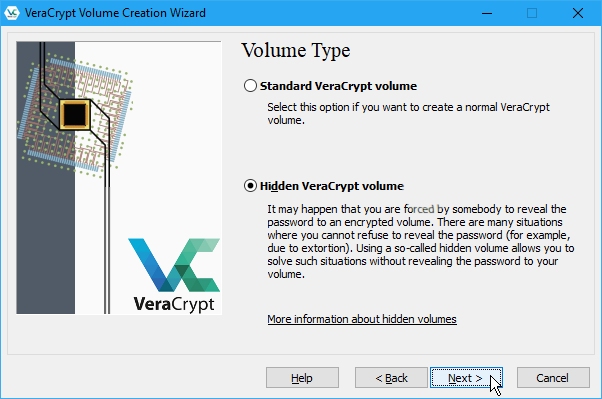 VeraCrypt Volume Creation Wizard
Volume Type
Standard VeraCrypt volume
Select this option if you want to create a normal VeraCrypt
volume.
Hidden VeraCrypt volume
It may happen that you are forced by somebody to reveal the
password to an encrypted volume. There are many situations
where you cannot refuse to reveal the password (for example,
due to extortion). Using a so-called hidden volume allows you to
solve such situations without revealing the password to your
volume.
More information about hidden volumes
VeraCrypt
Help
< Back
Next >
Cancel